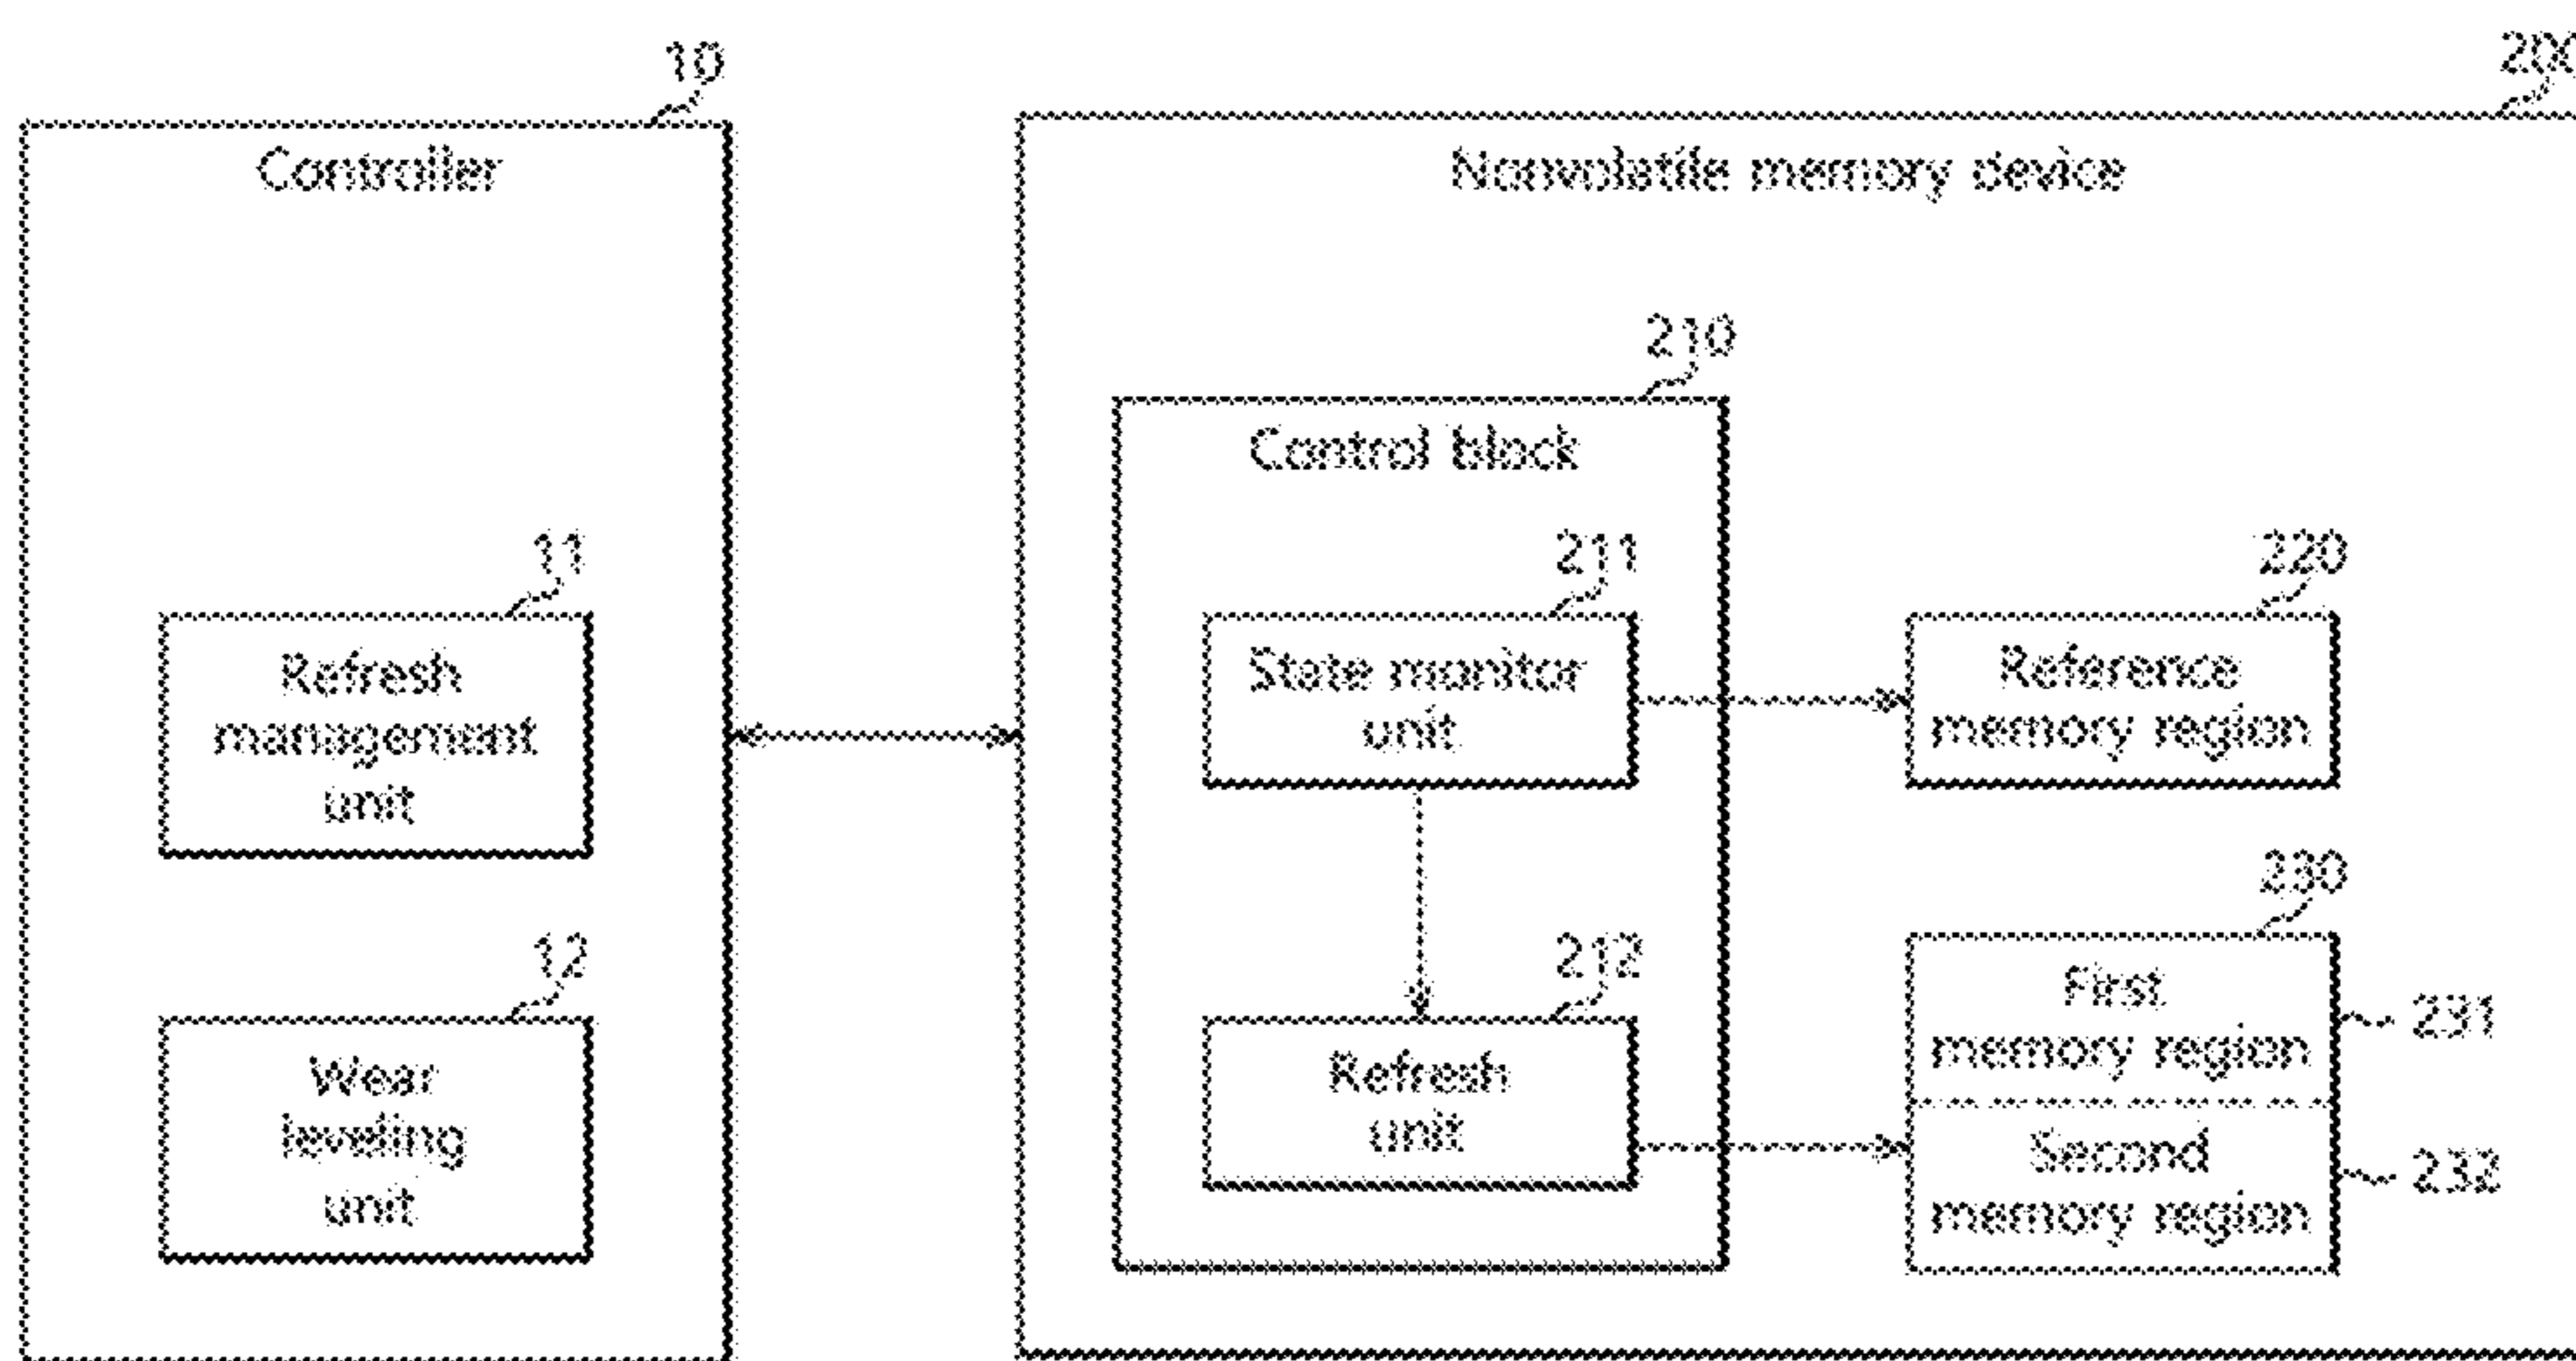 10
200
Controller
Nonvolatile memory device
210
Control block
11
211
220
Refresh
management
unit
State monitor
unit
Reference
memory region
230
12
212
First
memory region
231
Wear
leveling
unit
Refresh
unit
Second
memory region
232